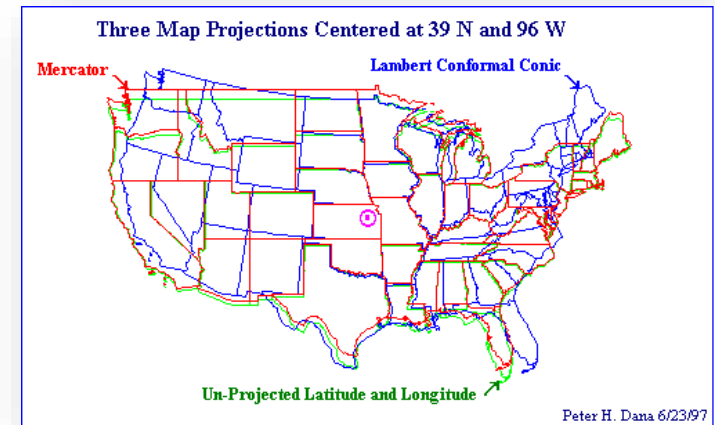 Three Map Projections Centered at 39 N and 96 W
Mercator
Lambert Conformal Conic
Un-Projected Latitude and Longitude
Peter H. Dana 6/23/97